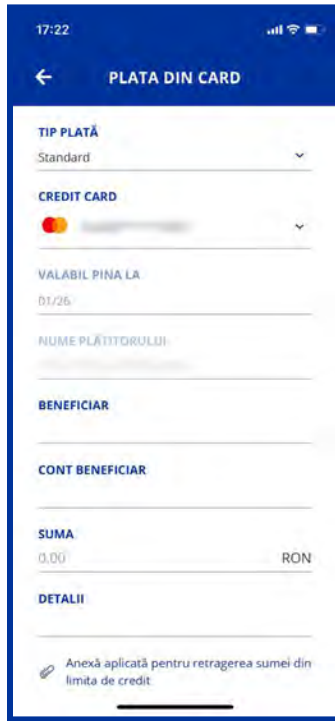 17:22
PLATA DIN CARD
TIP PLATĂ
Standard
CREDIT CARD
VALABIL PINA LA
01/26
NUME PLĂTITORULUI
BENEFICIAR
CONT BENEFICIAR
SUMA
0.00 RON
DETALII
Anexă aplicată pentru retragerea sumei din
limita de credit